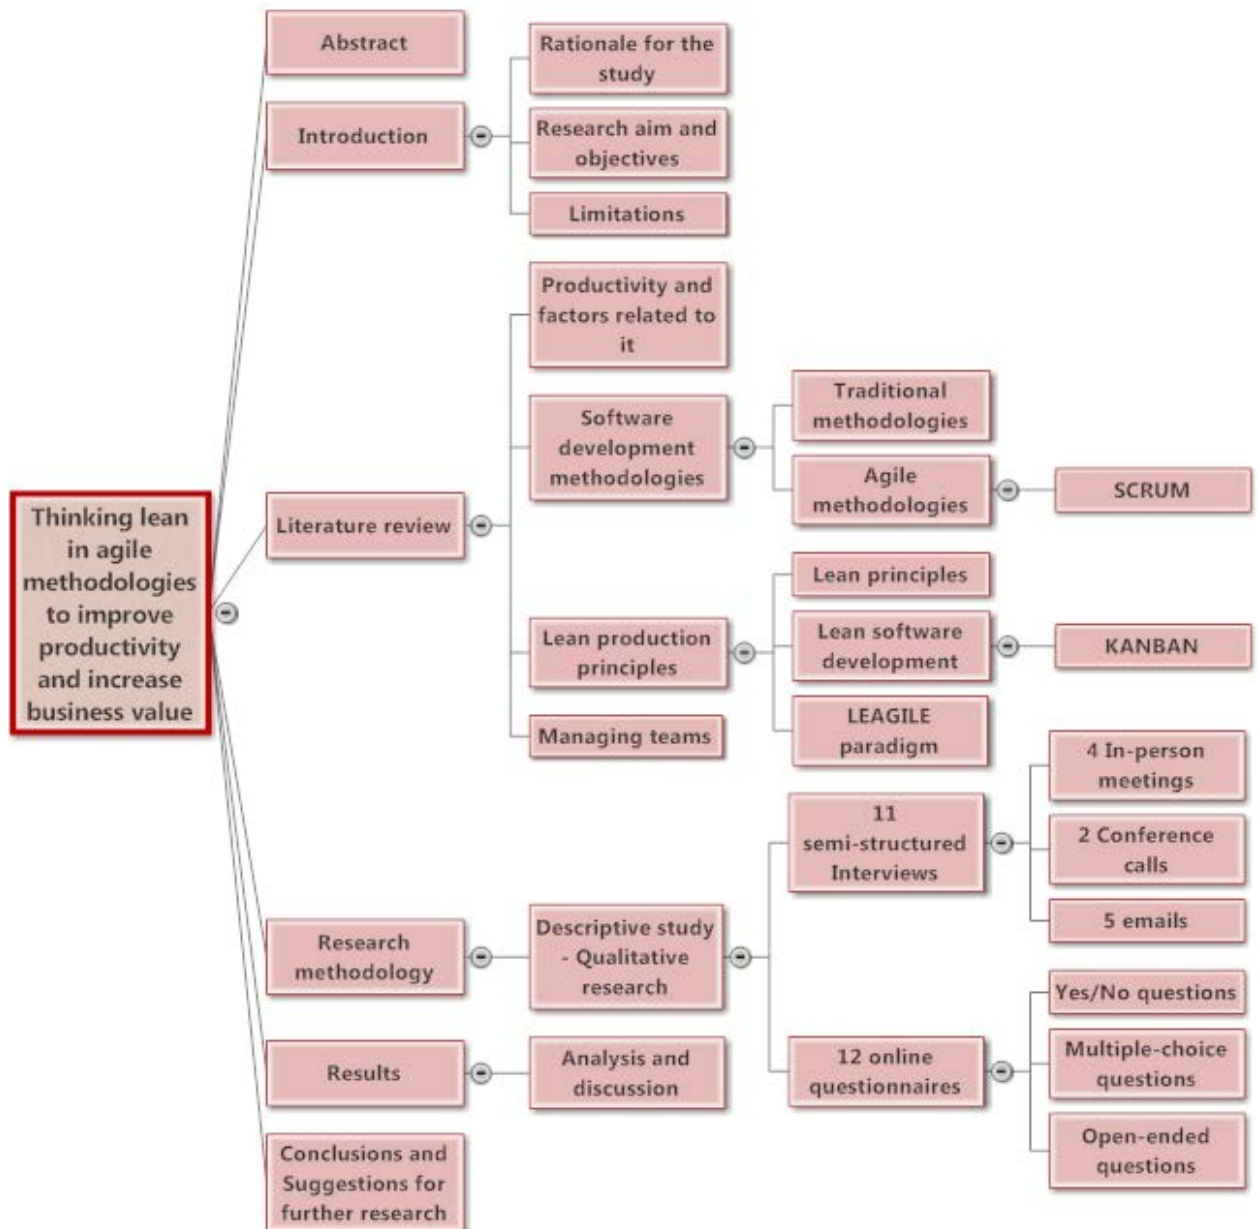 Thinking lean
in agile
methodologies
to improve
productivity
and increase
business value
Abstract
Introduction
Rationale for the
study
Research aim and
objectives
Limitations
Literature review
Productivity and
factors related to
it
Software
development
methodologies
Traditional
methodologies
Agile
methodologies
SCRUM
Lean production
principles
Lean principles
Lean software
development
KANBAN
LEAGILE
paradigm
Managing teams
Research
methodology
Descriptive study
- Qualitative
research
11
semi-structured
Interviews
4 In-person
meetings
2 Conference
calls
5 emails
12 online
questionnaires
Yes/No questions
Multiple-choice
questions
Open-ended
questions
Results
Analysis and
discussion
Conclusions and
Suggestions for
further research